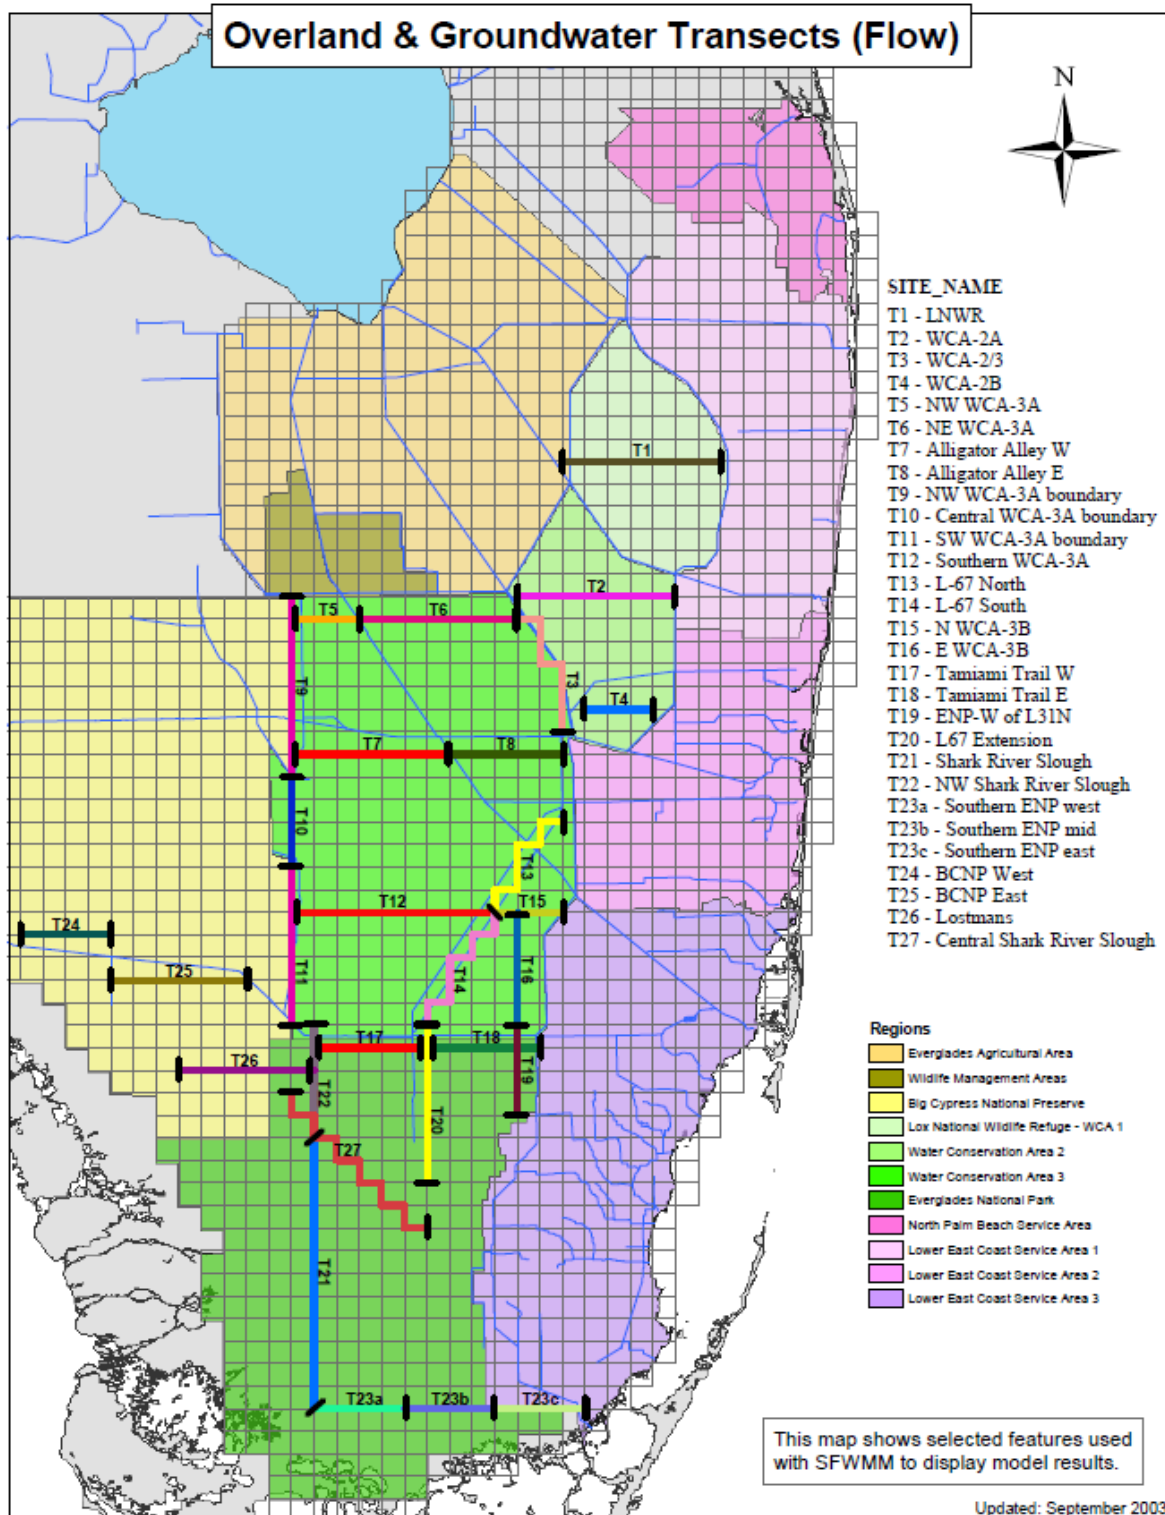 Overland & Groundwater Transects (Flow)
N
SITE_NAME
T1 - LNWR
T2 - WCA-2A
T3 - WCA-2/3
T4 - WCA-2B
T5 - NW WCA-3A
T6 - NE WCA-3A
T7 - Alligator Alley W
T8 - Alligator Alley E
T9 - NW WCA-3A boundary
T10 - Central WCA-3A boundary
T11 - SW WCA-3A boundary
T12 - Southern WCA-3A
T13 - L-67 North
T14 - L-67 South
T15 - N WCA-3B
T16 - E WCA-3B
T17 - Tamiami Trail W
T18 - Tamiami Trail E
T19 - ENP-W of L31N
T20 - L67 Extension
T21 - Shark River Slough
T22 - NW Shark River Slough
T23a - Southern ENP west
T23b - Southern ENP mid
T23c - Southern ENP east
T24 - BCNP West
T25 - BCNP East
T26 - Lostmans
T27 - Central Shark River Slough
T1
T2
T5
T6
T3
T9
T4
T7
T8
T10
T13
T12
T15
T24
T25
T11
T14
T16
T17
T18
T26
T19
T22
T20
T27
T21
T23a
T23b
T23c
Regions
Everglades Agricultural Area
Wildlife Management Areas
Big Cypress National Preserve
Lox National Wildlife Refuge - WCA 1
Water Conservation Area 2
Water Conservation Area 3
Everglades National Park
North Palm Beach Service Area
Lower East Coast Service Area 1
Lower East Coast Service Area 2
Lower East Coast Service Area 3
This map shows selected features used
with SFWMM to display model results.
Updated: September 2003